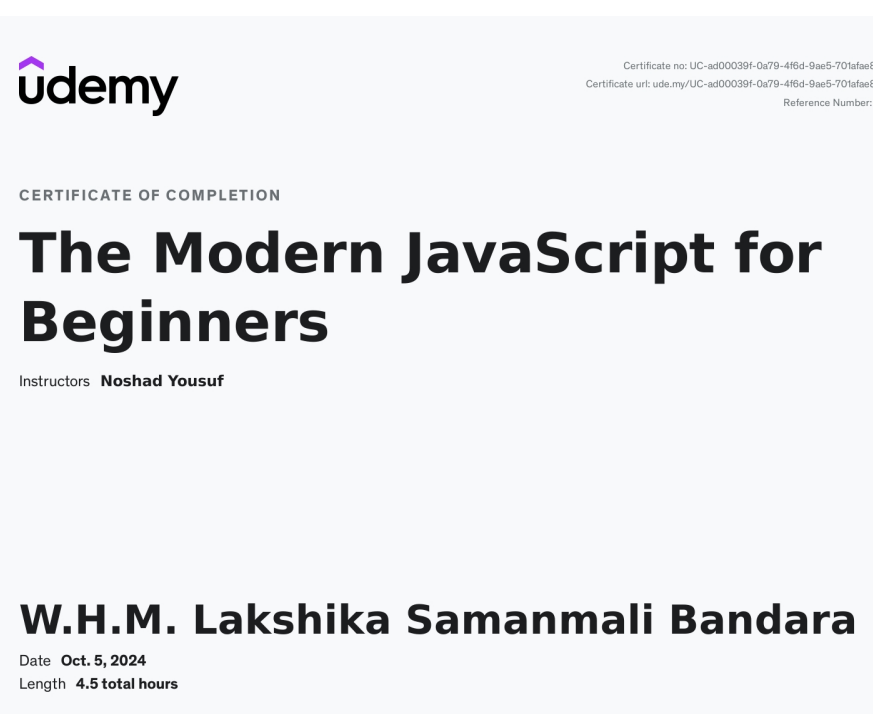 udemy
Certificate no: UC-ad00039f-0a79-4f6d-9ae5-701afae8
Certificate url: ude.my/UC-ad00039f-0a79-4f6d-9ae5-701afae8
Reference Number:
CERTIFICATE OF COMPLETION
The Modern JavaScript for
Beginners
Instructors Noshad Yousuf
W.H.M. Lakshika Samanmali Bandara
Date Oct. 5, 2024
Length 4.5 total hours